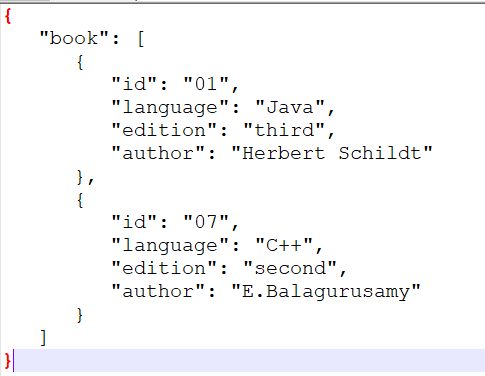 {
   "book": [
      {
         "id": "01",
         "language": "Java",
         "edition": "third",
         "author": "Herbert Schildt"
      },
      {
         "id": "07",
         "language": "C++",
         "edition": "second",
         "author": "E.Balagurusamy"
      }
   ]
}